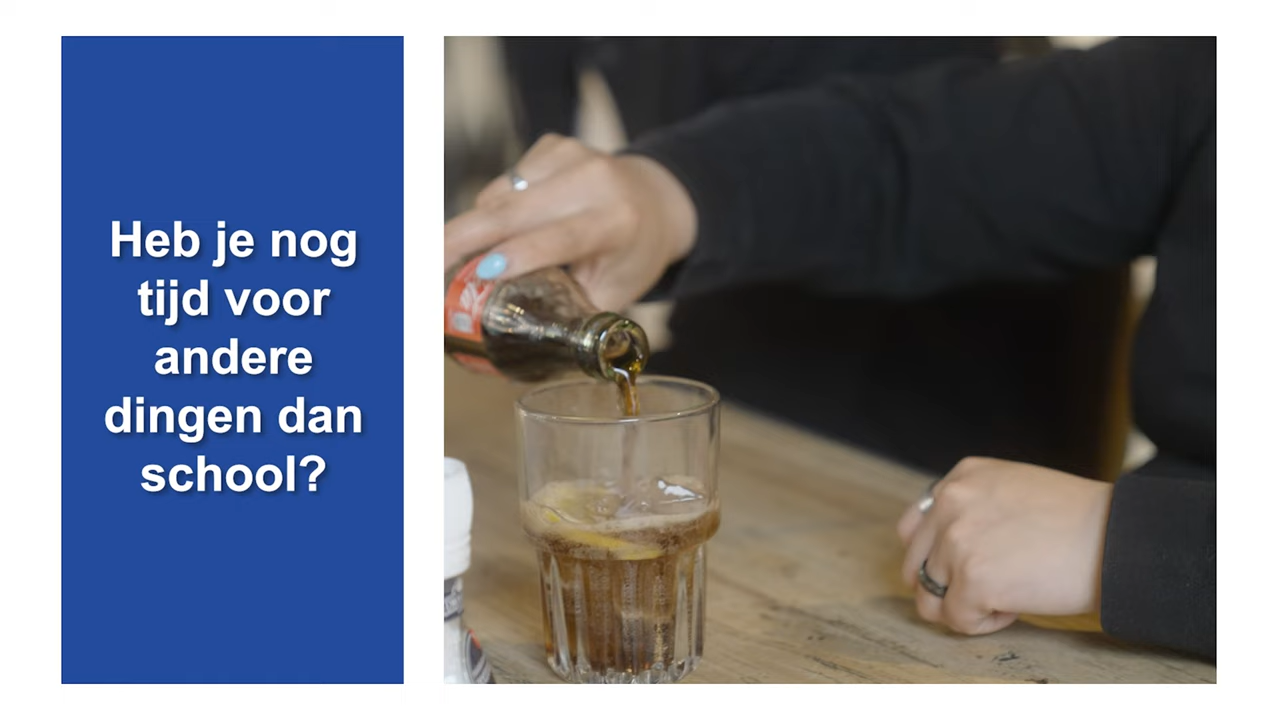 Heb je nog
tijd voor
andere
dingen dan
school?